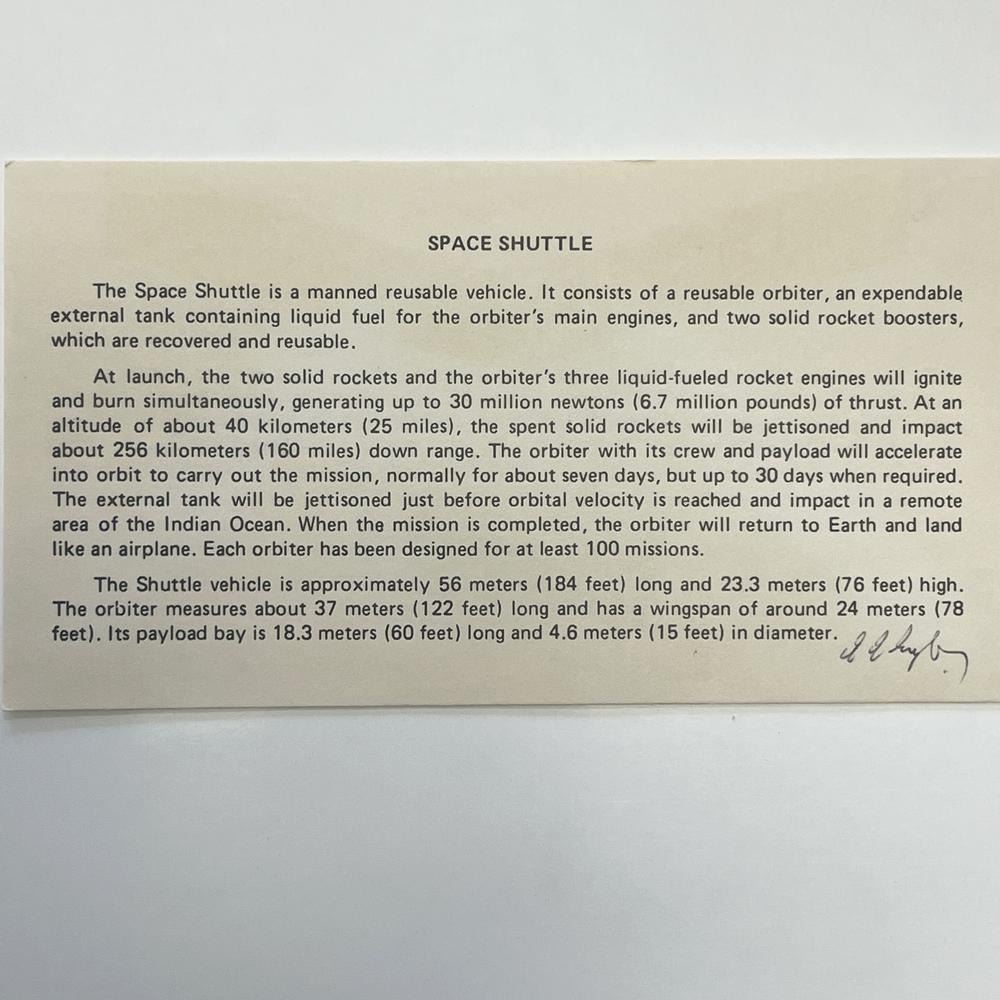 SPACE SHUTTLE
The Space Shuttle is a manned reusable vehicle. It consists of a reusable orbiter, an expendable
external tank containing liquid fuel for the orbiter's main engines, and two solid rocket boosters,
which are recovered and reusable.
At launch, the two solid rockets and the orbiter's three liquid-fueled rocket engines will ignite
and burn simultaneously, generating up to 30 million newtons (6.7 million pounds) of thrust. At an
altitude of about 40 kilometers (25 miles), the spent solid rockets will be jettisoned and impact
about 256 kilometers (160 miles) down range. The orbiter with its crew and payload will accelerate
into orbit to carry out the mission, normally for about seven days, but up to 30 days when required.
The external tank will be jettisoned just before orbital velocity is reached and impact in a remote
area of the Indian Ocean. When the mission is completed, the orbiter will return to Earth and land
like an airplane. Each orbiter has been designed for at least 100 missions.
The Shuttle vehicle is approximately 56 meters (184 feet) long and 23.3 meters (76 feet) high.
The orbiter measures about 37 meters (122 feet) long and has a wingspan of around 24 meters (78
feet). Its payload bay is 18.3 meters (60 feet) long and 4.6 meters (15 feet) in diameter.